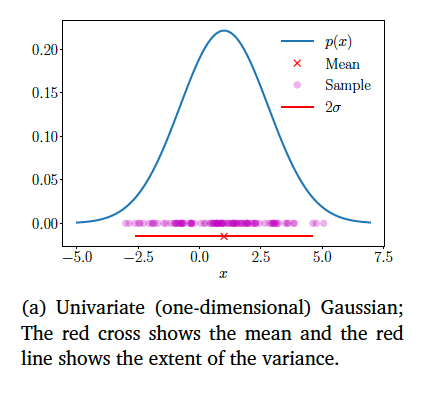 0.20
0.15
0.10
0.05
0.00
p(x)
Mean
Sample
2σ
−5.0 −2.5 0.0 2.5 5.0 7.5
x
(a) Univariate (one-dimensional) Gaussian;
The red cross shows the mean and the red
line shows the extent of the variance.